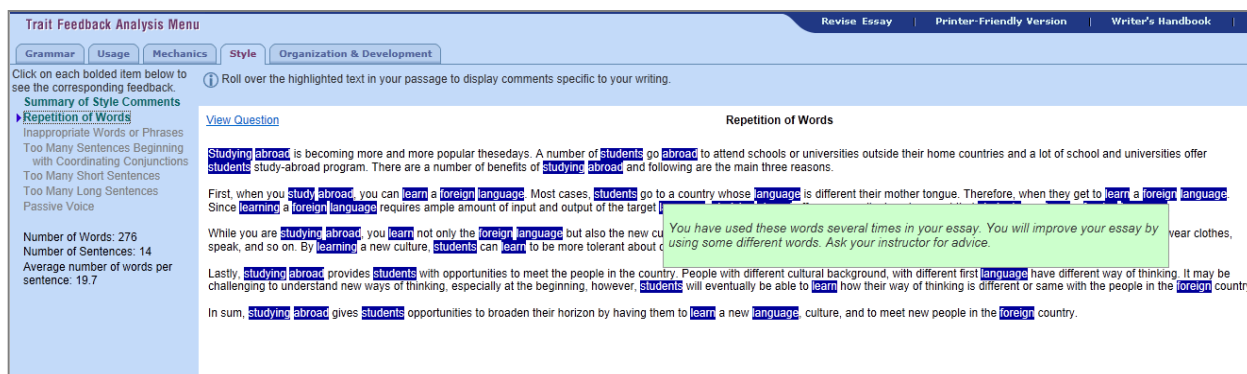 Trait Feedback Analysis Menu
Revise Essay | Printer-Friendly Version | Writer's Handbook |
Grammar Usage Mechanics Style Organization & Development
Click on each bolded item below to see the corresponding feedback.
Summary of Style Comments
Repetition of Words
Inappropriate Words or Phrases
Too Many Sentences Beginning
with Coordinating Conjunctions
Too Many Short Sentences
Too Many Long Sentences
Passive Voice
Number of Words: 276
Number of Sentences: 14
Average number of words per
sentence: 19.7
Roll over the highlighted text in your passage to display comments specific to your writing.
View Question
Repetition of Words
Studying abroad is becoming more and more popular thesedays. A number of students go abroad to attend schools or universities outside their home countries and a lot of school and universities offer
students study-abroad program. There are a number of benefits of studying abroad and following are the main three reasons.
First, when you study abroad, you can learn a foreign language. Most cases, students go to a country whose language is different their mother tongue. Therefore, when they get to learn a foreign language.
Since learning a foreign language requires ample amount of input and output of the target
While you are studying abroad, you learn not only the foreign language but also the new cu wear clothes,
speak, and so on. By learning a new culture, students can learn to be more tolerant about
You have used these words several times in your essay. You will improve your essay by
using some different words. Ask your instructor for advice.
Lastly, studying abroad provides students with opportunities to meet the people in the country. People with different cultural background, with different first language have different way of thinking. It may be
challenging to understand new ways of thinking, especially at the beginning, however, students will eventually be able to learn how their way of thinking is different or same with the people in the foreign country
In sum, studying abroad gives students opportunities to broaden their horizon by having them to learn a new language, culture, and to meet new people in the foreign country.